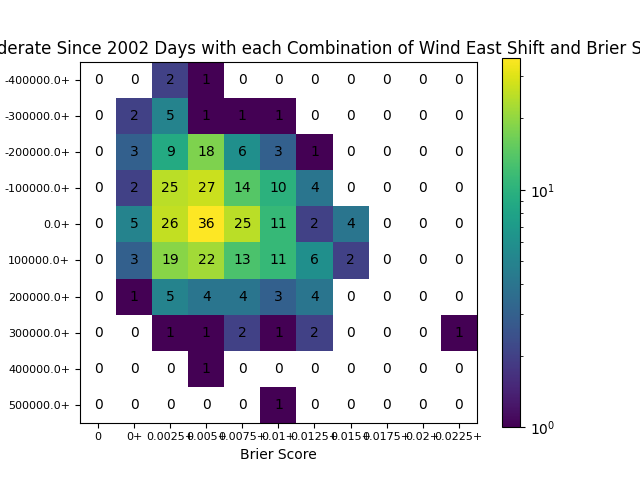 derate Since 2002 Days with each Combination of Wind East Shift and Brier S
-400000.0+ 0 0 2 1 0 0 0 0 0 0 0
-300000.0+ 0 2 5 1 1 1 0 0 0 0 0
-200000.0+ 0 3 9 18 6 3 1 0 0 0 0
-100000.0+ 0 2 25 27 14 10 4 0 0 0 0
0.0+ 0 5 26 36 25 11 2 4 0 0 0
100000.0+ 0 3 19 22 13 11 6 2 0 0 0
200000.0+ 0 1 5 4 4 3 4 0 0 0 0
300000.0+ 0 0 1 1 2 1 2 0 0 0 1
400000.0+ 0 0 0 1 0 0 0 0 0 0 0
500000.0+ 0 0 0 0 0 1 0 0 0 0 0
0 0+ 0.0025+ 0.005+ 0.0075+ 0.01+ 0.0125+ 0.015+ 0.0175+ 0.02+ 0.0225+
Brier Score
10¹
10⁰